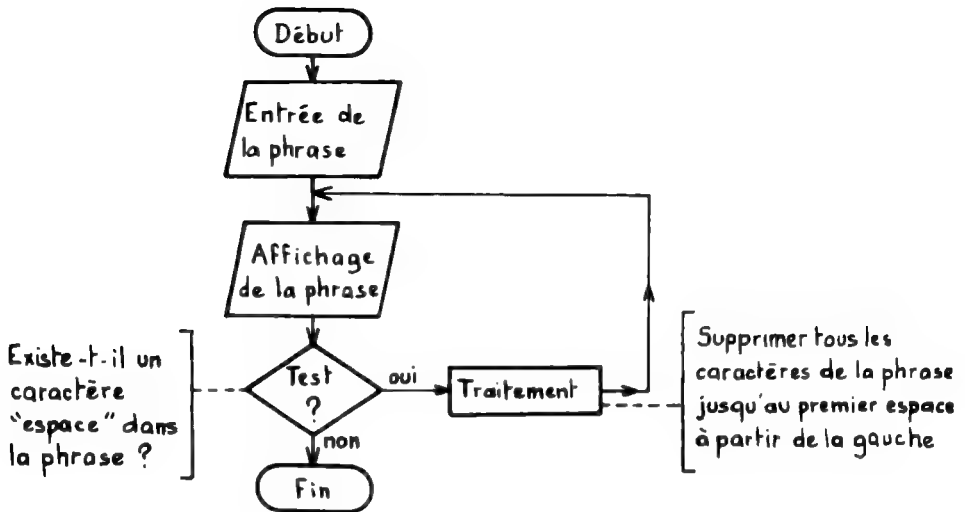 Début
Entrée de
la phrase
Affichage
de la phrase
Existe-t-il un
caractère
"espace" dans
la phrase ?
Test
?
oui
non
Traitement
Supprimer tous les
caractères de la phrase
jusqu'au premier espace
à partir de la gauche
Fin